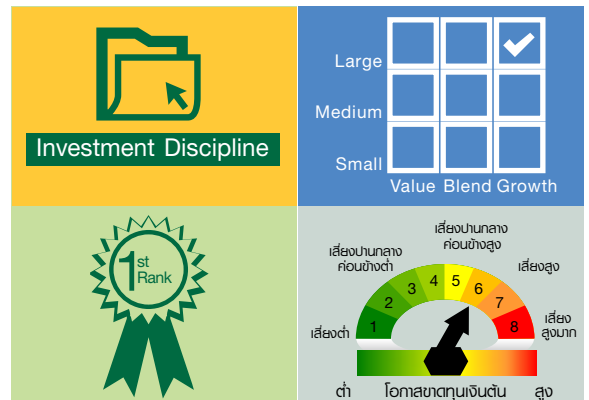 Investment Discipline
Large
Medium
Small
Value Blend Growth
1st
Rank
เสี่ยงปานกลาง
ค่อนข้างสูง
เสี่ยงปานกลาง
ค่อนข้างต่ำ
เสี่ยงสูง
เสี่ยงต่ำ
1 2 3 4 5 6 7 8
เสี่ยง
สูงมาก
ต่ำ โอกาสขาดทุนเงินต้น สูง